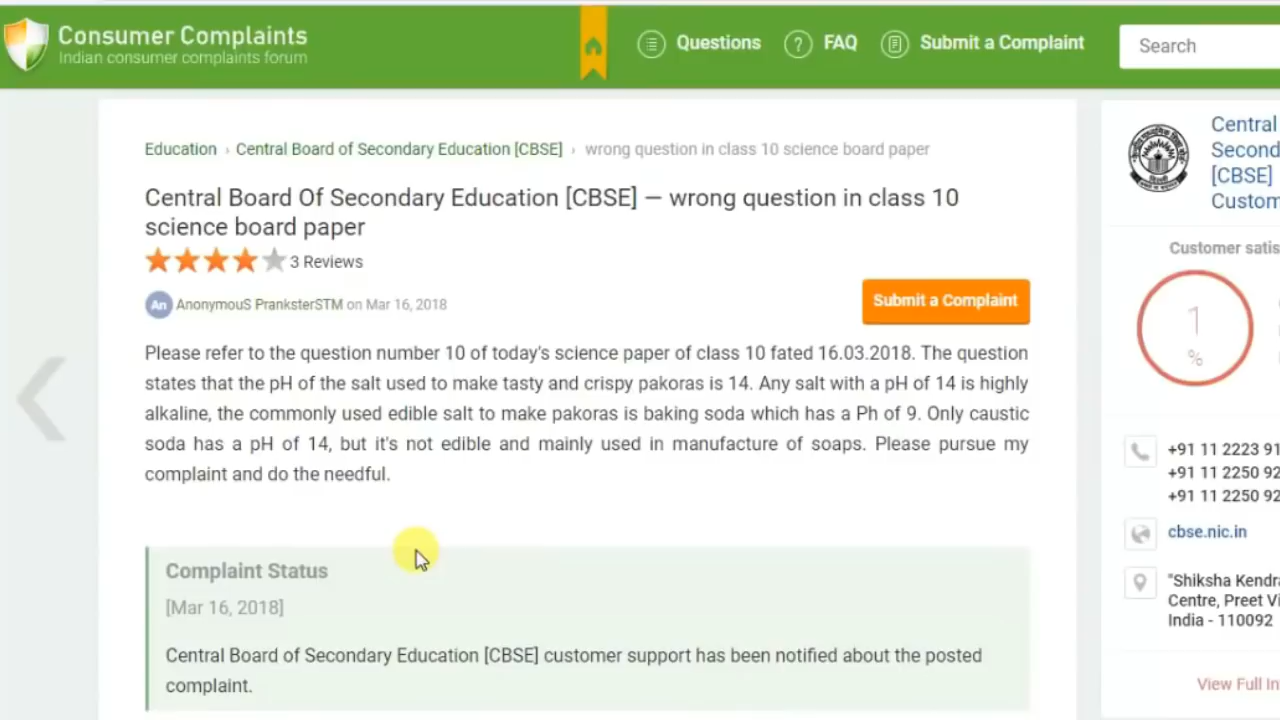 Consumer Complaints
Indian consumer complaints forum
Questions
? FAQ
Submit a Complaint
Search
Education › Central Board of Secondary Education [CBSE] › wrong question in class 10 science board paper
Central Board Of Secondary Education [CBSE] — wrong question in class 10
science board paper
3 Reviews
An AnonymouS PranksterSTM on Mar 16, 2018
Submit a Complaint
Please refer to the question number 10 of today's science paper of class 10 fated 16.03.2018. The question
states that the pH of the salt used to make tasty and crispy pakoras is 14. Any salt with a pH of 14 is highly
alkaline, the commonly used edible salt to make pakoras is baking soda which has a Ph of 9. Only caustic
soda has a pH of 14, but it's not edible and mainly used in manufacture of soaps. Please pursue my
complaint and do the needful.
Complaint Status
[Mar 16, 2018]
Central Board of Secondary Education [CBSE] customer support has been notified about the posted
complaint.
Central
Second
[CBSE]
Custom
Customer satis
1
%
+91 11 2223 91
+91 11 2250 92
+91 11 2250 92
cbse.nic.in
"Shiksha Kendra
Centre, Preet Vi
India - 110092
View Full In